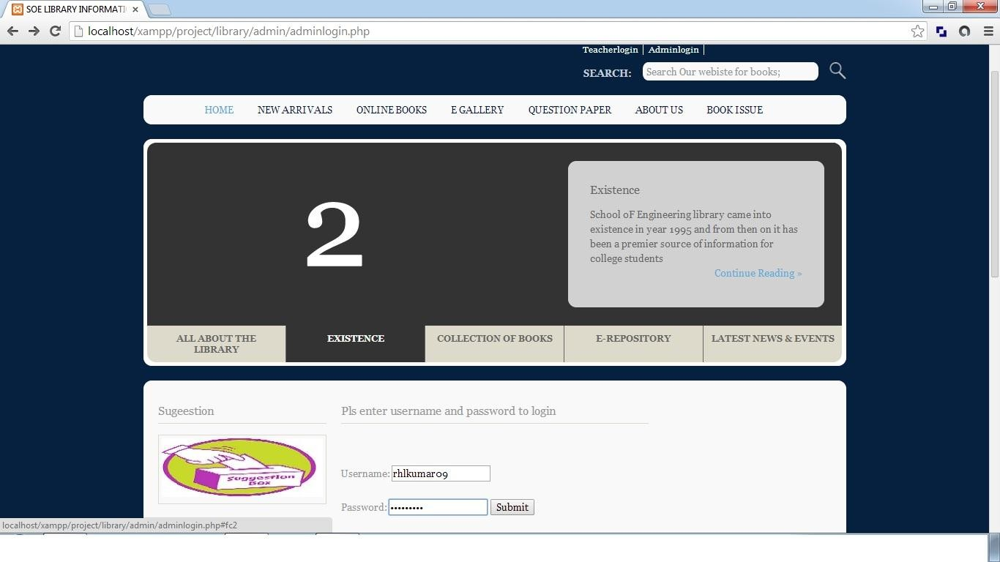 SOE LIBRARY INFORMATI
localhost/xampp/project/library/admin/adminlogin.php
Teacherlogin Adminlogin
SEARCH: Search Our webiste for books;
HOME NEW ARRIVALS ONLINE BOOKS E GALLERY QUESTION PAPER ABOUT US BOOK ISSUE
2
Existence
School oF Engineering library came into
existence in year 1995 and from then on it has
been a premier source of information for
college students
Continue Reading »
ALL ABOUT THE
LIBRARY
EXISTENCE
COLLECTION OF BOOKS
E-REPOSITORY
LATEST NEWS & EVENTS
Sugeestion
Suggestion
Box
Pls enter username and password to login
Username: rhlkumar09
Password: ••••••••• Submit
localhost/xampp/project/library/admin/adminlogin.php#fc2